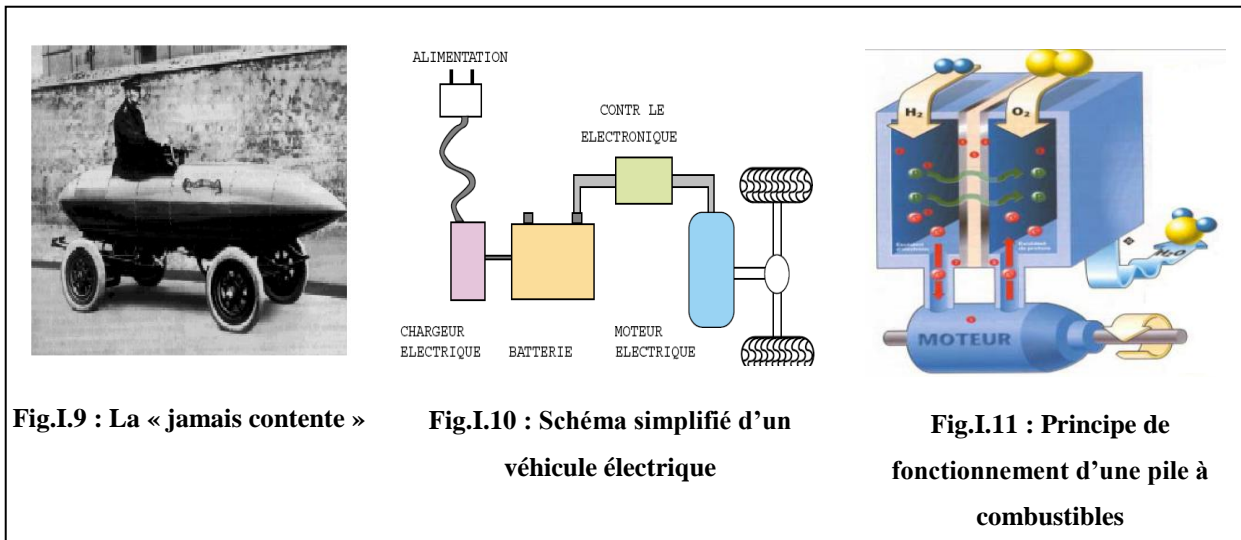 ALIMENTATION
CONTR LE
ELECTRONIQUE
CHARGEUR
ELECTRIQUE
BATTERIE
MOTEUR
ELECTRIQUE
H₂
O₂
H₂O
MOTEUR
Fig.I.9 : La « jamais contente »
Fig.I.10 : Schéma simplifié d’un
véhicule électrique
Fig.I.11 : Principe de
fonctionnement d’une pile à
combustibles